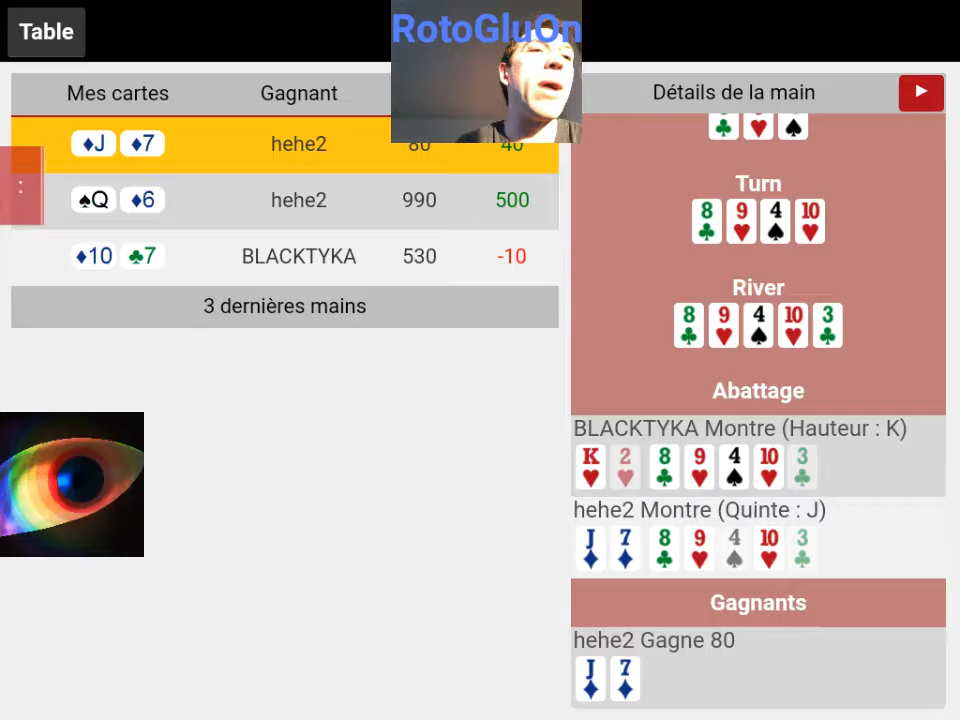 Table
RotoGluOn
Mes cartes Gagnant
♦J ♦7 hehe2 80 40
♠Q ♦6 hehe2 990 500
♦10 ♣7 BLACKTYKA 530 -10
3 dernières mains
:
Détails de la main
Turn
8♣ 9♥ 4♠ 10♥
River
8♣ 9♥ 4♠ 10♥ 3♣
Abattage
BLACKTYKA Montre (Hauteur : K)
K♥ 2♥ 8♣ 9♥ 4♠ 10♥ 3♣
hehe2 Montre (Quinte : J)
J♦ 7♦ 8♣ 9♥ 4♠ 10♥ 3♣
Gagnants
hehe2 Gagne 80
J♦ 7♦